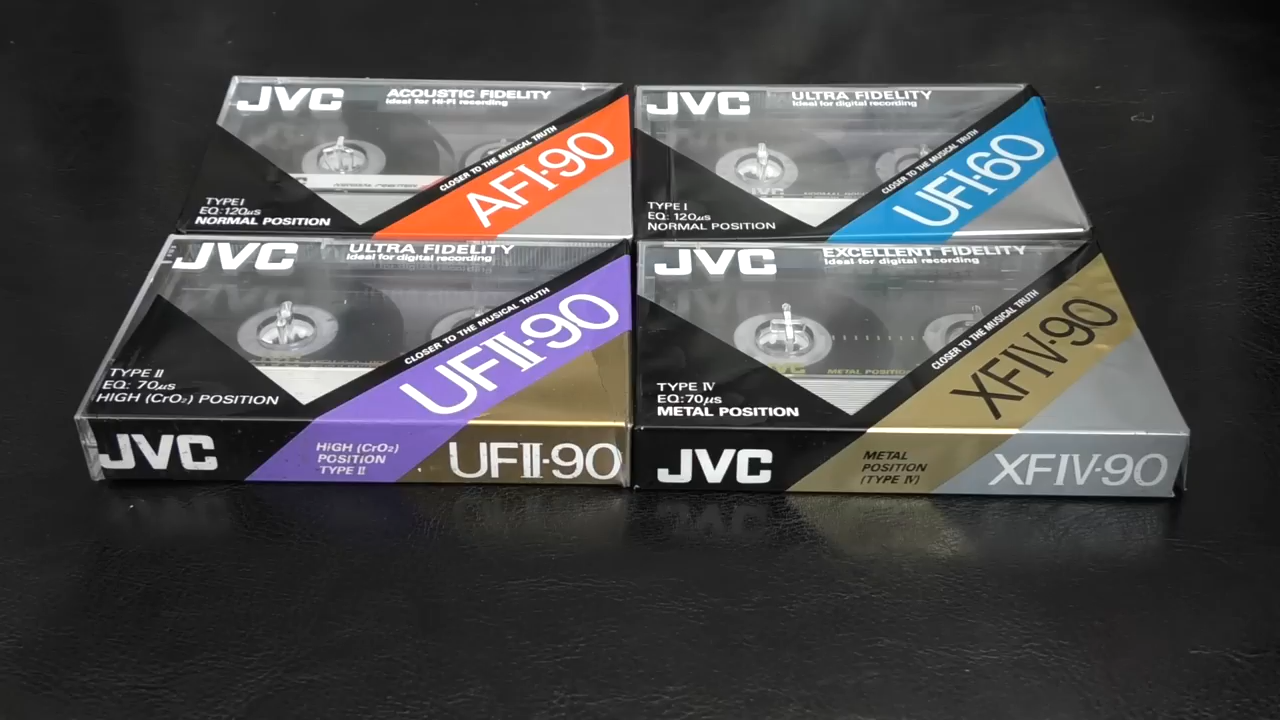 JVC
ACOUSTIC FIDELITY
Ideal for Hi-Fi recording
CLOSER TO THE MUSICAL TRUTH
AFI-90
TYPE I
EQ: 120μs
NORMAL POSITION
JVC
ULTRA FIDELITY
Ideal for digital recording
CLOSER TO THE MUSICAL TRUTH
UFI-60
JVC
TYPE I
EQ: 120μs
NORMAL POSITION
JVC
ULTRA FIDELITY
Ideal for digital recording
CLOSER TO THE MUSICAL TRUTH
UFII-90
TYPE II
EQ: 70μs
HIGH (CrO₂) POSITION
JVC
HIGH (CrO₂)
POSITION
TYPE II
UFII-90
JVC
EXCELLENT FIDELITY
Ideal for digital recording
CLOSER TO THE MUSICAL TRUTH
XFIV-90
METAL POSITION
TYPE IV
EQ:70μs
METAL POSITION
JVC
METAL
POSITION
(TYPE IV)
XFIV-90